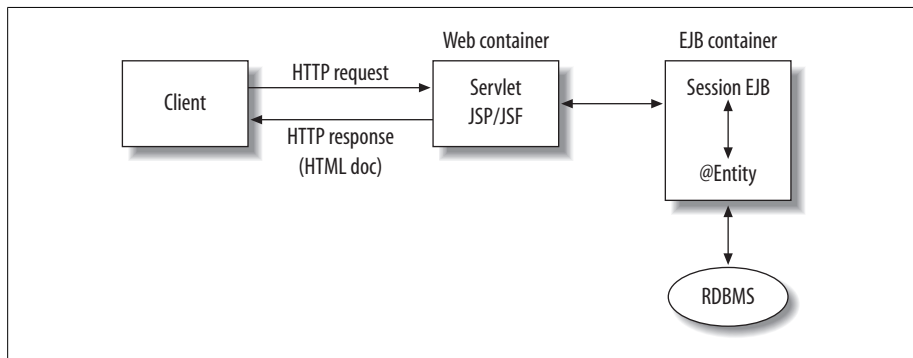 Web container
EJB container
Client
HTTP request
HTTP response
(HTML doc)
Servlet
JSP/JSF
Session EJB
@Entity
RDBMS